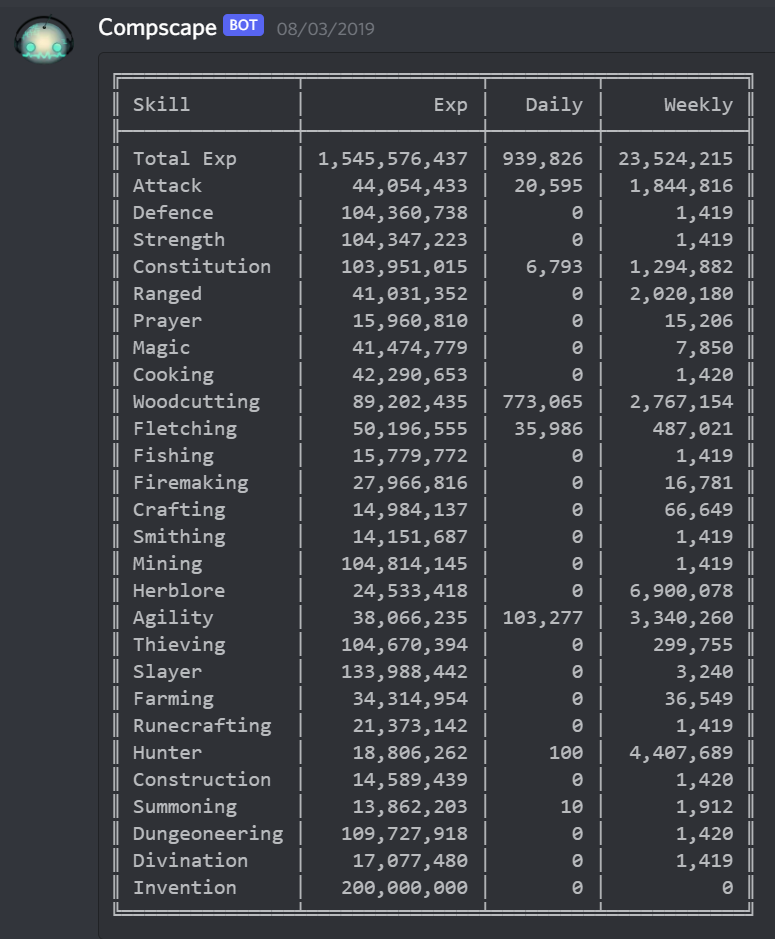 Compscape BOT 08/03/2019
Skill Exp Daily Weekly
Total Exp 1,545,576,437 939,826 23,524,215
Attack 44,054,433 20,595 1,844,816
Defence 104,360,738 0 1,419
Strength 104,347,223 0 1,419
Constitution 103,951,015 6,793 1,294,882
Ranged 41,031,352 0 2,020,180
Prayer 15,960,810 0 15,206
Magic 41,474,779 0 7,850
Cooking 42,290,653 0 1,420
Woodcutting 89,202,435 773,065 2,767,154
Fletching 50,196,555 35,986 487,021
Fishing 15,779,772 0 1,419
Firemaking 27,966,816 0 16,781
Crafting 14,984,137 0 66,649
Smithing 14,151,687 0 1,419
Mining 104,814,145 0 1,419
Herblore 24,533,418 0 6,900,078
Agility 38,066,235 103,277 3,340,260
Thieving 104,670,394 0 299,755
Slayer 133,988,442 0 3,240
Farming 34,314,954 0 36,549
Runecrafting 21,373,142 0 1,419
Hunter 18,806,262 100 4,407,689
Construction 14,589,439 0 1,420
Summoning 13,862,203 10 1,912
Dungeoneering 109,727,918 0 1,420
Divination 17,077,480 0 1,419
Invention 200,000,000 0 0